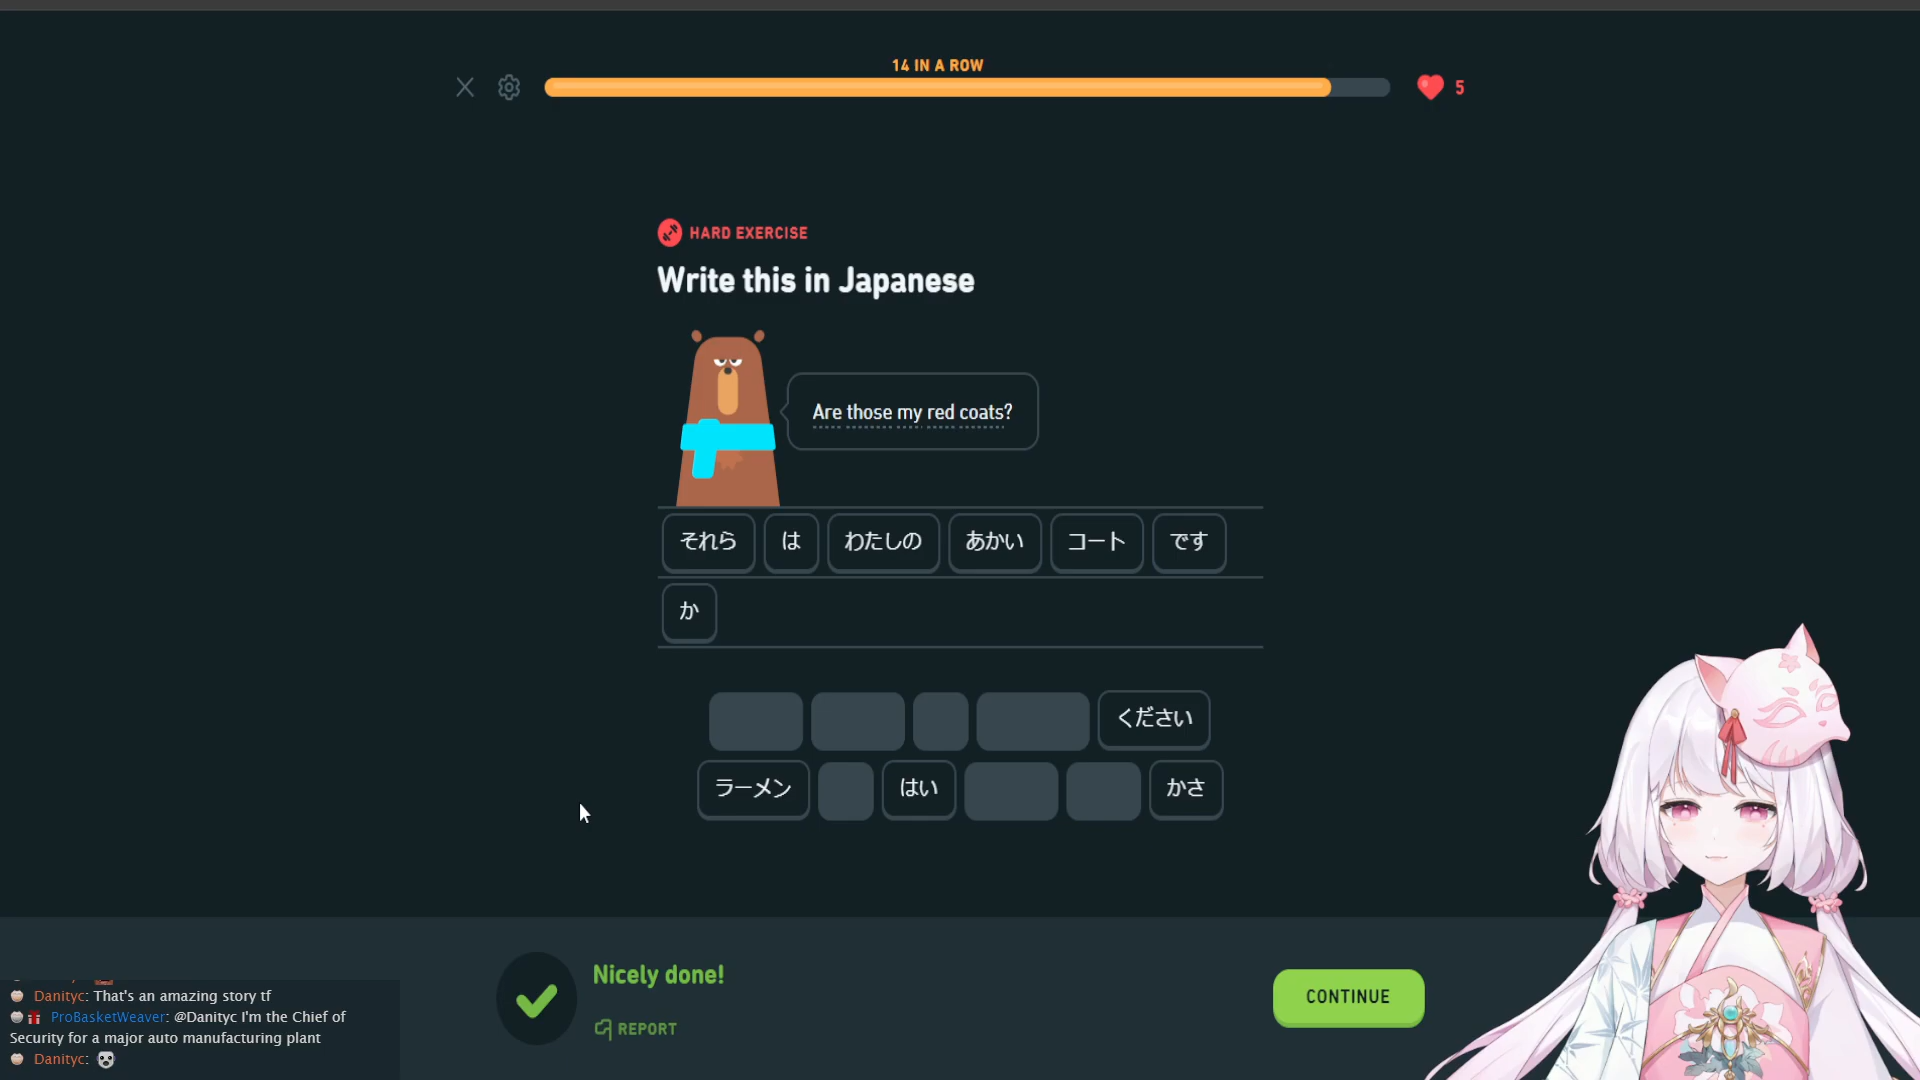 14 IN A ROW
5
HARD EXERCISE
Write this in Japanese
Are those my red coats?
それら は わたしの あかい コート です
か
ください
ラーメン はい かさ
Nicely done!
REPORT
CONTINUE
Danityc: That's an amazing story tf
ProBasketWeaver: @Danityc I'm the Chief of
Security for a major auto manufacturing plant
Danityc: